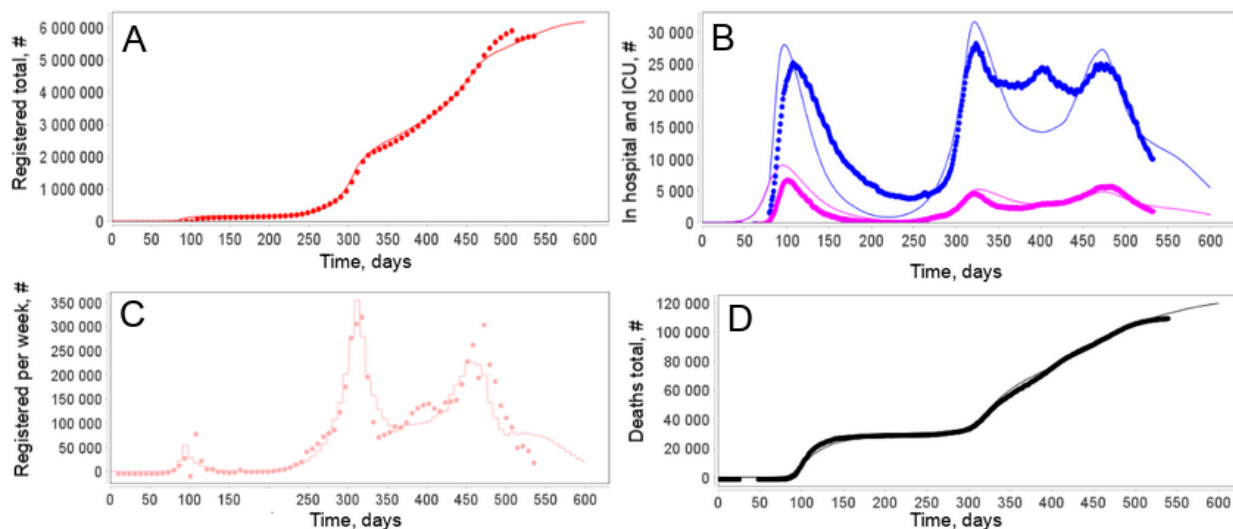 A
Registered total, #
6 000 000
5 000 000
4 000 000
3 000 000
2 000 000
1 000 000
0
0 50 100 150 200 250 300 350 400 450 500 550 600
Time, days
B
In hospital and ICU, #
30 000
25 000
20 000
15 000
10 000
5 000
0
0 50 100 150 200 250 300 350 400 450 500 550 600
Time, days
C
Registered per week, #
350 000
300 000
250 000
200 000
150 000
100 000
50 000
0
0 50 100 150 200 250 300 350 400 450 500 550 600
Time, days
D
Deaths total, #
120 000
100 000
80 000
60 000
40 000
20 000
0
0 50 100 150 200 250 300 350 400 450 500 550 600
Time, days